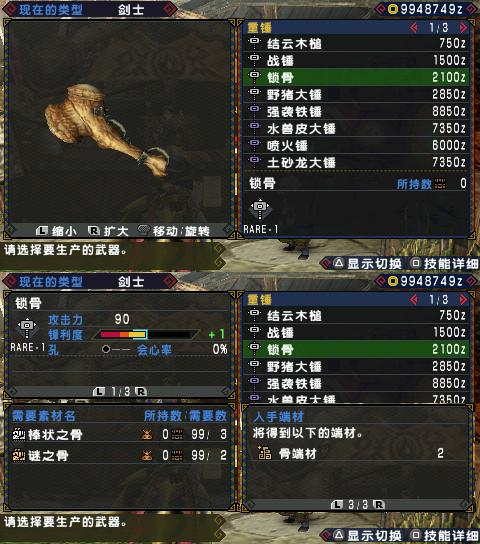 现在的类型 剑士
9948749z
重锤 1/3
结云木槌 750z
战锤 1500z
锁骨 2100z
野猪大锤 2850z
强袭铁锤 8850z
水兽皮大锤 7350z
喷火锤 6000z
土砂龙大锤 7350z
锁骨 所持数 0
RARE-1
L 缩小 R 扩大 移动/旋转
请选择要生产的武器。
△ 显示切换 □ 技能详细
现在的类型 剑士
9948749z
锁骨
RARE-1
攻击力 90
锋利度 +1
孔 ●—— 会心率 0%
L 1/3 R
重锤 1/3
结云木槌 750z
战锤 1500z
锁骨 2100z
野猪大锤 2850z
强袭铁锤 8850z
水兽皮大锤 7350z
需要素材名 所持数/需要数
棒状之骨 0 99/ 3
谜之骨 0 99/ 2
入手端材
将得到以下的端材。
骨端材 2
L 3/3 R
请选择要生产的武器。
△ 显示切换 □ 技能详细